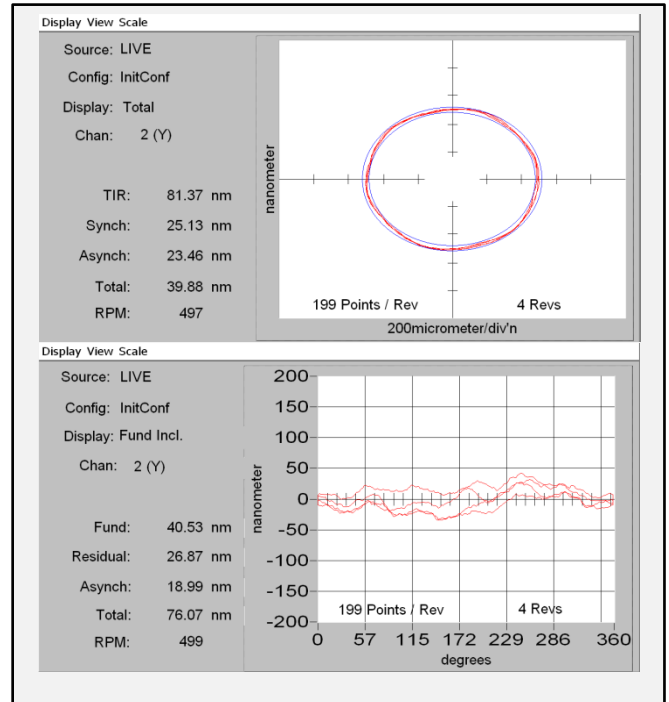 Display View Scale
Source: LIVE
Config: InitConf
Display: Total
Chan: 2 (Y)
TIR: 81.37 nm
Synch: 25.13 nm
Asynch: 23.46 nm
Total: 39.88 nm
RPM: 497
nanometer
199 Points / Rev 4 Revs
200micrometer/div'n
Display View Scale
Source: LIVE
Config: InitConf
Display: Fund Incl.
Chan: 2 (Y)
Fund: 40.53 nm
Residual: 26.87 nm
Asynch: 18.99 nm
Total: 76.07 nm
RPM: 499
nanometer
200
150
100
50
0
-50
-100
-150
-200
199 Points / Rev 4 Revs
0 57 115 172 229 286 360
degrees